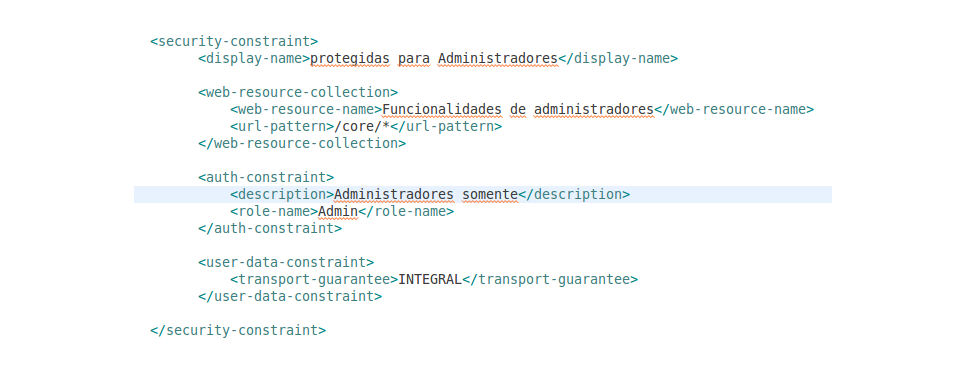 <security-constraint>
<display-name>protegidas para Administradores</display-name>
<web-resource-collection>
<web-resource-name>Funcionalidades de administradores</web-resource-name>
<url-pattern>/core/*</url-pattern>
</web-resource-collection>
<auth-constraint>
<description>Administradores somente</description>
<role-name>Admin</role-name>
</auth-constraint>
<user-data-constraint>
<transport-guarantee>INTEGRAL</transport-guarantee>
</user-data-constraint>
</security-constraint>